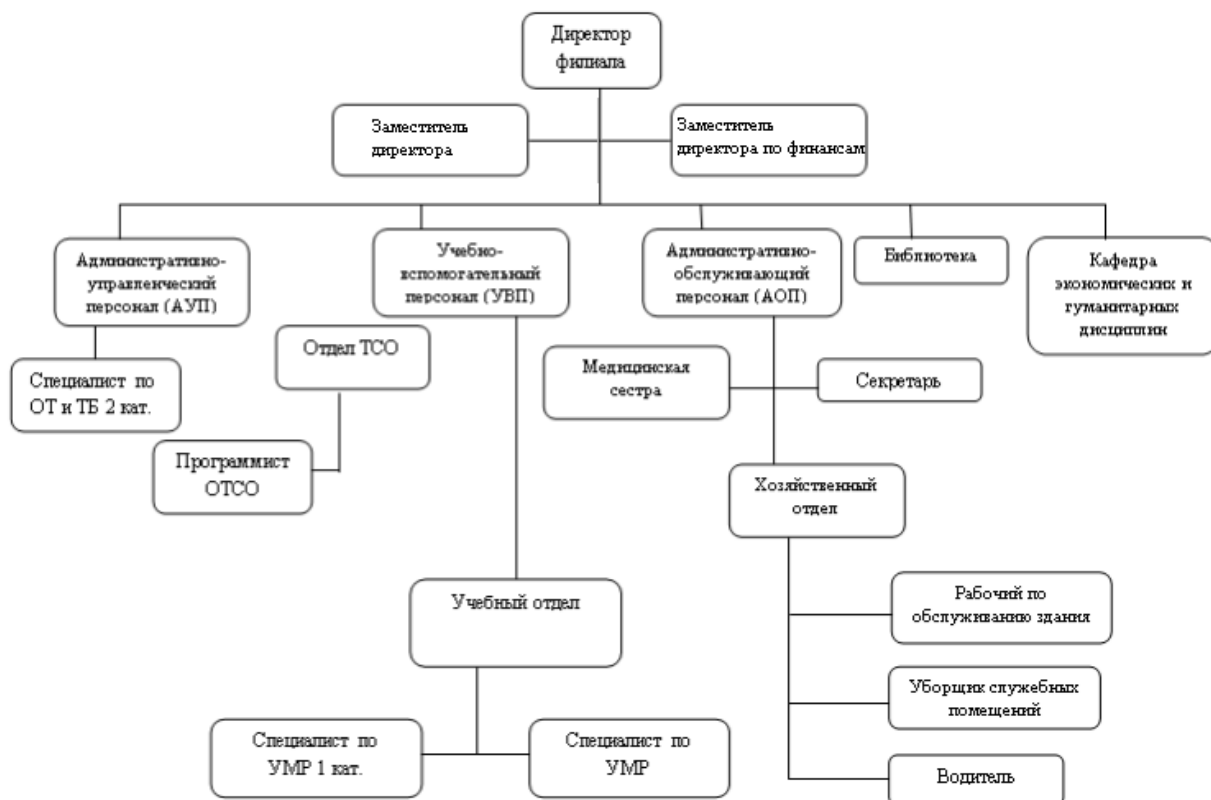 Директор
филиала
Заместитель
директора
Заместитель
директора по финансам
Административно-
управленческий
персонал (АУП)
Учебно-
вспомогательный
персонал (УВП)
Административно-
обслуживающий
персонал (АОП)
Библиотека
Кафедра
экономических и
гуманитарных
дисциплин
Специалист по
ОТ и ТБ 2 кат.
Отдел ТСО
Программист
ОТСО
Медицинская
сестра
Секретарь
Хозяйственный
отдел
Учебный отдел
Рабочий по
обслуживанию здания
Уборщик служебных
помещений
Водитель
Специалист по
УМР 1 кат.
Специалист по
УМР